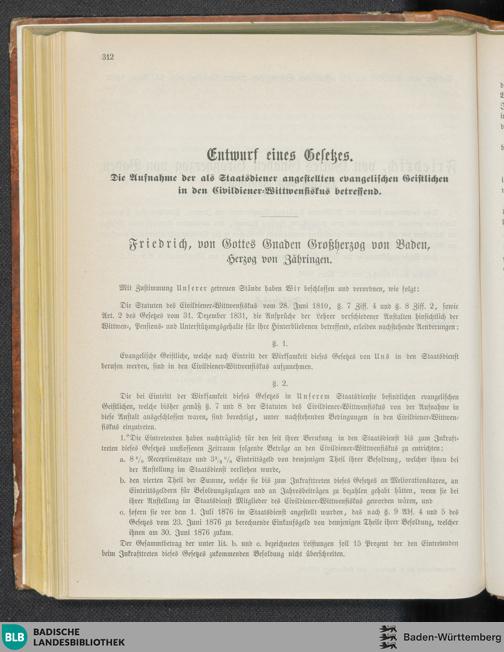 312
Entwurf eines Gesetzes.
Die Aufnahme der als Staatsdiener angestellten evangelischen Geistlichen
in den Civildiener-Wittwenfiskus betreffend.
Friedrich, von Gottes Gnaden Großherzog von Baden,
Herzog von Zähringen.
Mit Zustimmung Unserer getreuen Stände haben Wir beschlossen und verordnen, wie folgt:
Die Statuten des Civildiener-Wittwenfiskus vom 28. Juni 1810, §. 7 Ziff. 4 und §. 8 Ziff. 2, sowie
Art. 2 des Gesetzes vom 31. Dezember 1831, die Ansprüche der Lehrer verschiedener Anstalten hinsichtlich der
Wittwen-, Pensions- und Unterstützungsgehalte für ihre Hinterbliebenen betreffend, erleiden nachstehende Aenderungen:
§. 1.
Evangelische Geistliche, welche nach Eintritt der Wirksamkeit dieses Gesetzes von Uns in den Staatsdienst
berufen werden, sind in den Civildiener-Wittwenfiskus aufzunehmen.
§. 2.
Die bei Eintritt der Wirksamkeit dieses Gesetzes in Unserem Staatsdienste befindlichen evangelischen
Geistlichen, welche bisher gemäß §. 7 und 8 der Statuten des Civildiener-Wittwenfiskus von der Aufnahme in
diese Anstalt ausgeschlossen waren, sind berechtigt, unter nachstehenden Bedingungen in den Civildiener-Wittwen-
fiskus einzutreten.
1. Die Eintretenden haben nachträglich für den seit ihrer Berufung in den Staatsdienst bis zum Inkraft-
treten dieses Gesetzes umflossenen Zeitraum folgende Beträge an den Civildiener-Wittwenfiskus zu entrichten:
a. 8 % Receptionstaxe und % Eintrittsgeld von demjenigen Theil ihrer Besoldung, welcher ihnen bei
der Anstellung im Staatsdienst verliehen wurde,
b. den vierten Theil der Summe, welche sie bis zum Inkrafttreten dieses Gesetzes an Meliorationstaxen, an
Eintrittsgeldern für Besoldungszulagen und an Jahresbeiträgen zu bezahlen gehabt hätten, wenn sie bei
ihrer Anstellung im Staatsdienst Mitglieder des Civildiener-Wittwenfiskus geworden wären, und
c. sofern sie vor dem 1. Juli 1876 im Staatsdienst angestellt wurden, das nach §. 9 Abs. 4 und 5 des
Gesetzes vom 23. Juni 1876 zu berechnende Einkaufsgeld von demjenigen Theile ihrer Besoldung, welcher
ihnen am 30. Juni 1876 zukam.
Der Gesammtbetrag der unter lit. b. und c. bezeichneten Leistungen soll 15 Prozent der den Eintretenden
beim Inkrafttreten dieses Gesetzes zukommenden Besoldung nicht überschreiten.
BLB BADISCHE
LANDESBIBLIOTHEK
Baden-Württemberg